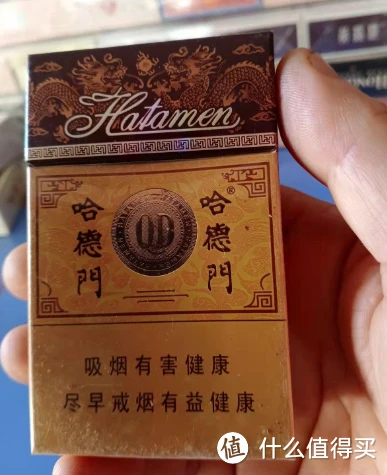 Hatamen
哈德門
哈德門®
吸烟有害健康
尽早戒烟有益健康
值 什么值得买